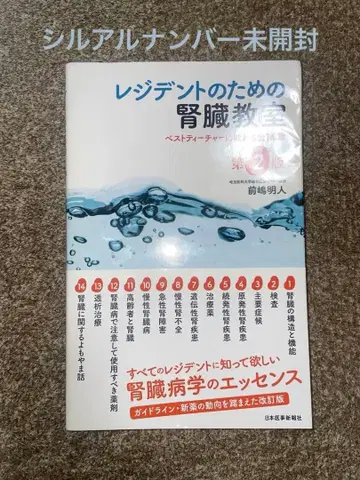 シルアルナンバー未開封
レジデントのための
腎臓教室
ベストティーチャーに教わる全14章
第2版
前嶋明人
1 腎臓の構造と機能
2 検査
3 主要症候
4 原発性腎疾患
5 続発性腎疾患
6 治療薬
7 遺伝性腎疾患
8 慢性腎不全
9 急性腎障害
10 慢性腎臓病
11 高齢者と腎臓
12 腎臓病で注意して使用すべき薬剤
13 透析治療
14 腎臓に関するよもやま話
すべてのレジデントに知って欲しい
腎臓病学のエッセンス
ガイドライン・新薬の動向を踏まえた改訂版
日本医事新報社